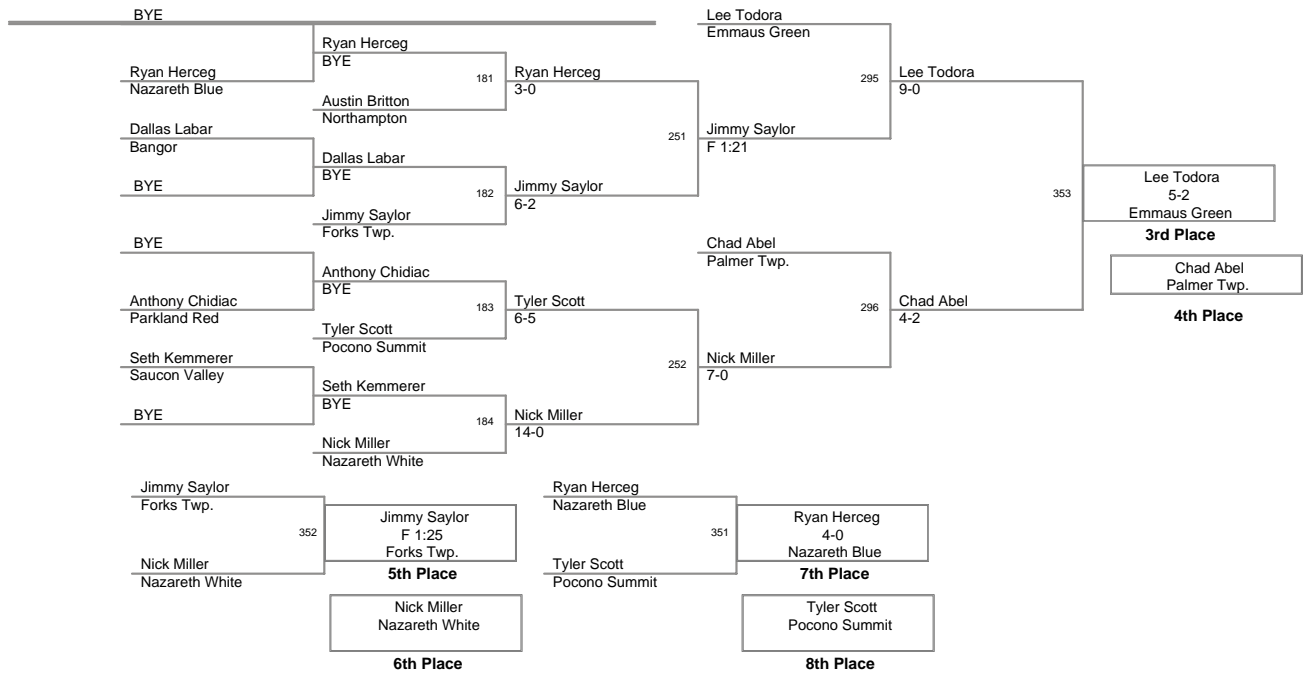 BYE
Lee Todora
Emmaus Green
Ryan Herceg
BYE
Ryan Herceg
Nazareth Blue
181
Ryan Herceg
3-0
295
Lee Todora
9-0
Austin Britton
Northampton
Dallas Labar
Bangor
251
Jimmy Saylor
F 1:21
Dallas Labar
BYE
BYE
182
Jimmy Saylor
6-2
353
Lee Todora
5-2
Emmaus Green
3rd Place
Jimmy Saylor
Forks Twp.
BYE
Chad Abel
Palmer Twp.
Chad Abel
Palmer Twp.
4th Place
Anthony Chidiac
BYE
Anthony Chidiac
Parkland Red
183
Tyler Scott
6-5
296
Chad Abel
4-2
Tyler Scott
Pocono Summit
Seth Kemmerer
Saucon Valley
252
Nick Miller
7-0
Seth Kemmerer
BYE
BYE
184
Nick Miller
14-0
Nick Miller
Nazareth White
Jimmy Saylor
Forks Twp.
352
Jimmy Saylor
F 1:25
Forks Twp.
5th Place
Nick Miller
Nazareth White
Nick Miller
Nazareth White
6th Place
Ryan Herceg
Nazareth Blue
351
Ryan Herceg
4-0
Nazareth Blue
7th Place
Tyler Scott
Pocono Summit
Tyler Scott
Pocono Summit
8th Place